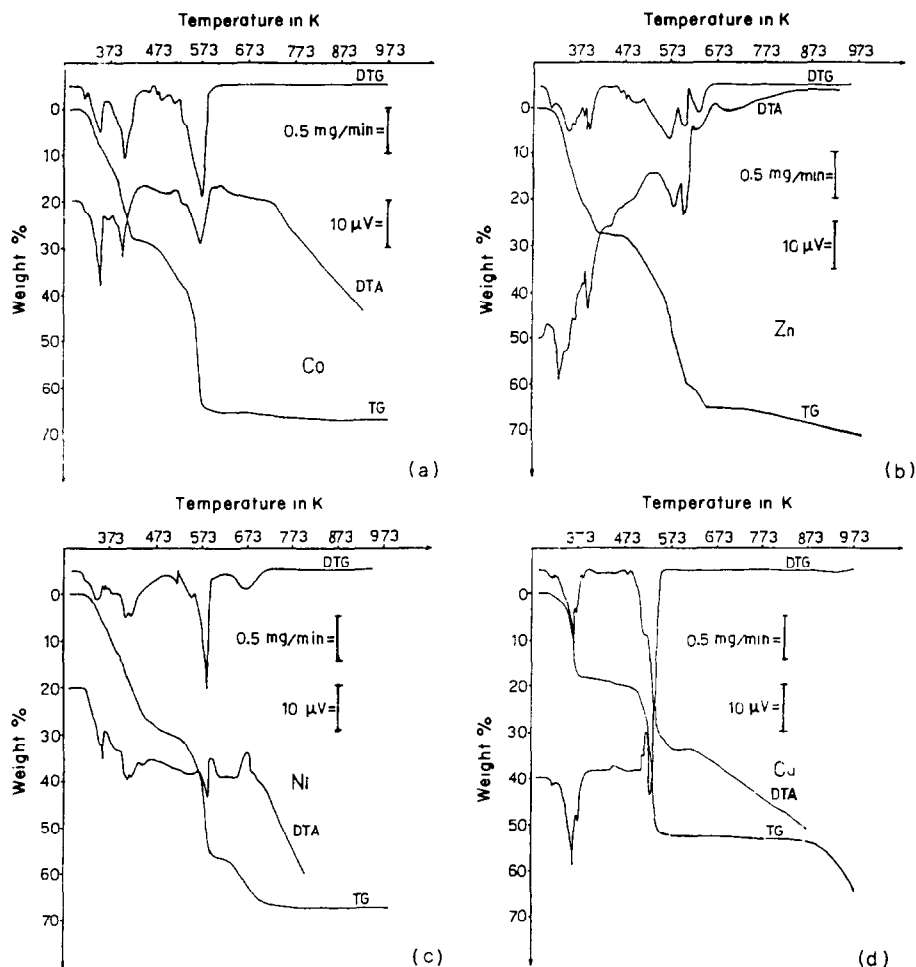 Temperature in K
373 473 573 673 773 873 973
DTG
0
10
20
30
40
50
60
70
Weight %
0.5 mg/min=
10 µV=
DTA
Co
TG
(a)
Temperature in K
373 473 573 673 773 873 973
DTG
DTA
0
10
20
30
40
50
60
70
Weight %
0.5 mg/min=
10 µV=
Zn
TG
(b)
Temperature in K
373 473 573 673 773 873 973
DTG
0
10
20
30
40
50
60
70
Weight %
0.5 mg/min=
10 µV=
Ni
DTA
TG
(c)
Temperature in K
373 473 573 673 773 873 973
DTG
0
10
20
30
40
50
60
70
Weight %
0.5 mg/min=
10 µV=
Cu
DTA
TG
(d)